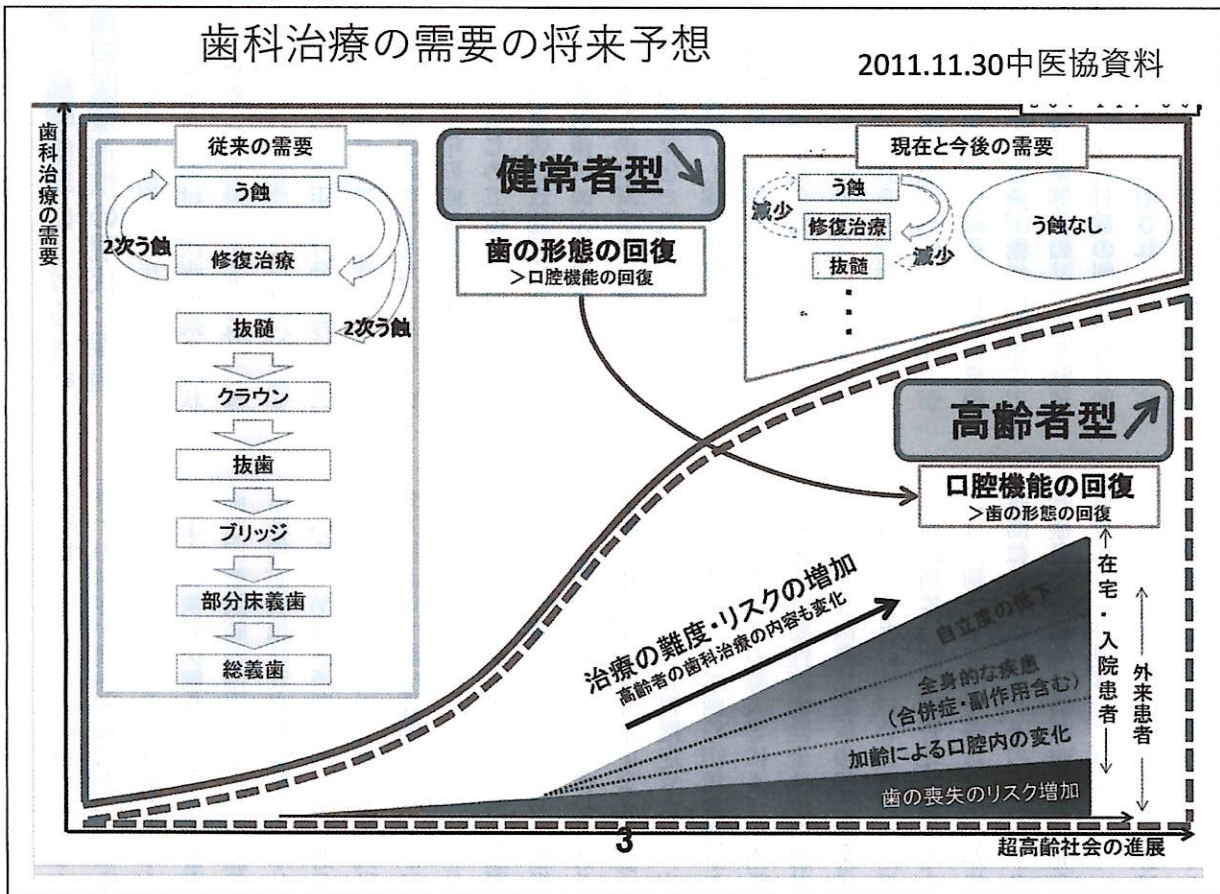 歯科治療の需要の将来予想
2011.11.30中医協資料
歯科治療の需要
従来の需要
う蝕
2次う蝕
修復治療
抜髄
2次う蝕
クラウン
抜歯
ブリッジ
部分床義歯
総義歯
健常者型
歯の形態の回復
>口腔機能の回復
現在と今後の需要
う蝕
減少
修復治療
減少
抜髄
う蝕なし
高齢者型
口腔機能の回復
>歯の形態の回復
治療の難度・リスクの増加
高齢者の歯科治療の内容も変化
自立度の低下
全身的な疾患
(合併症・副作用含む)
加齢による口腔内の変化
歯の喪失のリスク増加
在宅・入院患者
外来患者
3
超高齢社会の進展